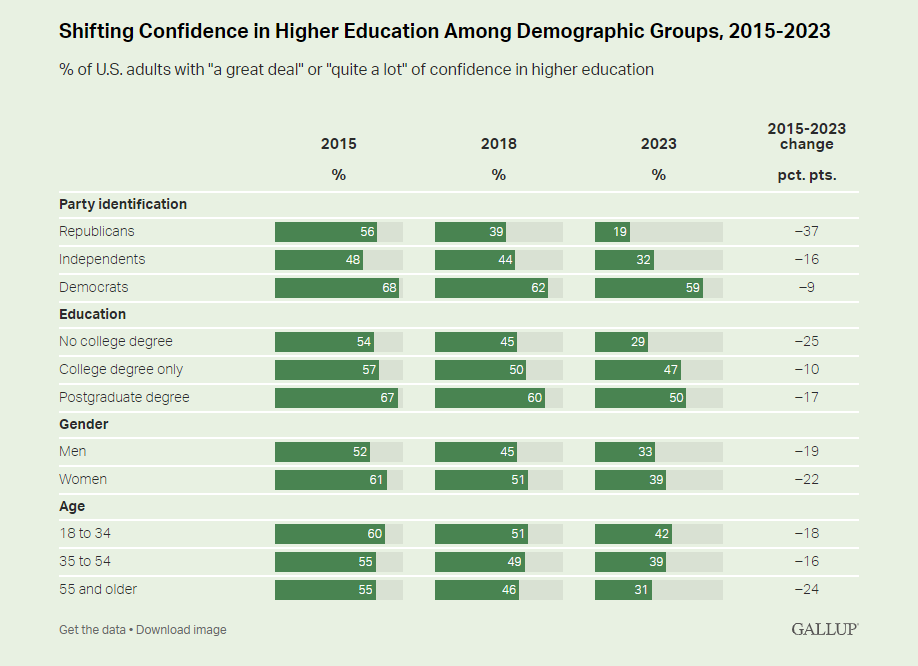 Shifting Confidence in Higher Education Among Demographic Groups, 2015-2023
% of U.S. adults with "a great deal" or "quite a lot" of confidence in higher education
2015 2018 2023 2015-2023 change
% % % pct. pts.
Party identification
Republicans 56 39 19 −37
Independents 48 44 32 −16
Democrats 68 62 59 −9
Education
No college degree 54 45 29 −25
College degree only 57 50 47 −10
Postgraduate degree 67 60 50 −17
Gender
Men 52 45 33 −19
Women 61 51 39 −22
Age
18 to 34 60 51 42 −18
35 to 54 55 49 39 −16
55 and older 55 46 31 −24
Get the data • Download image
GALLUP